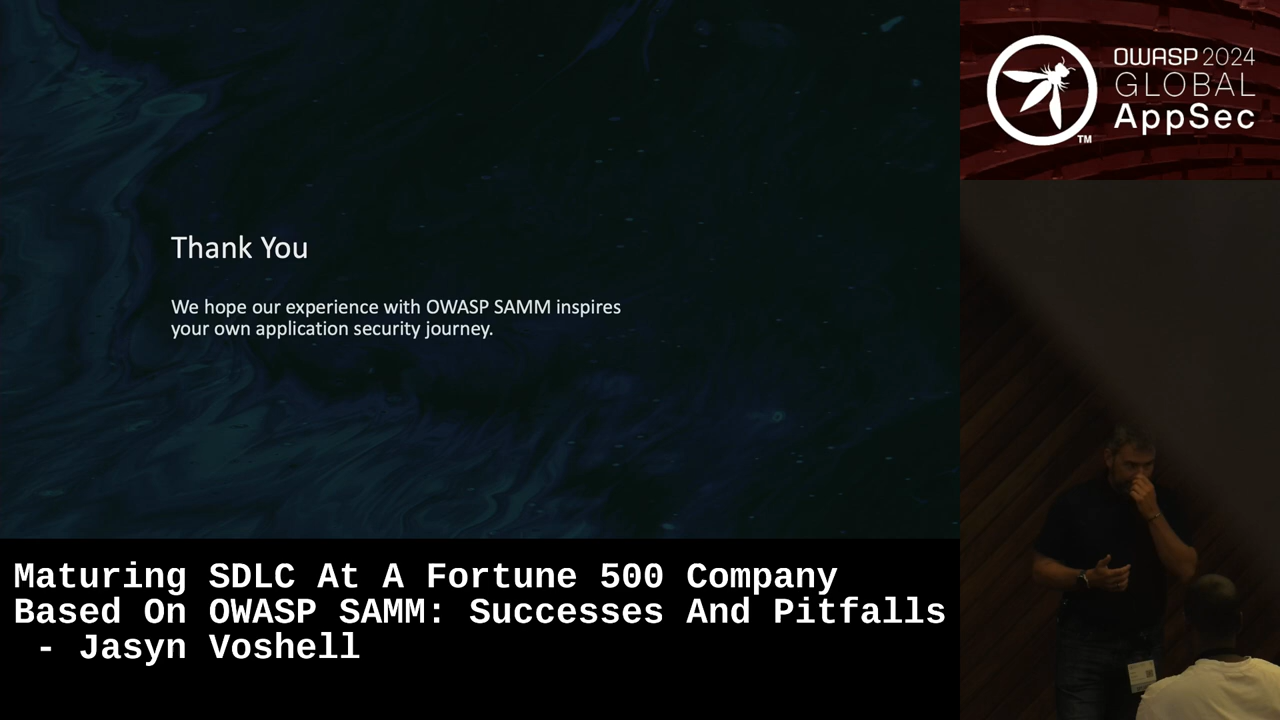 Thank You
We hope our experience with OWASP SAMM inspires
your own application security journey.
OWASP 2024
GLOBAL
AppSec
TM
Maturing SDLC At A Fortune 500 Company
Based On OWASP SAMM: Successes And Pitfalls
- Jasyn Voshell